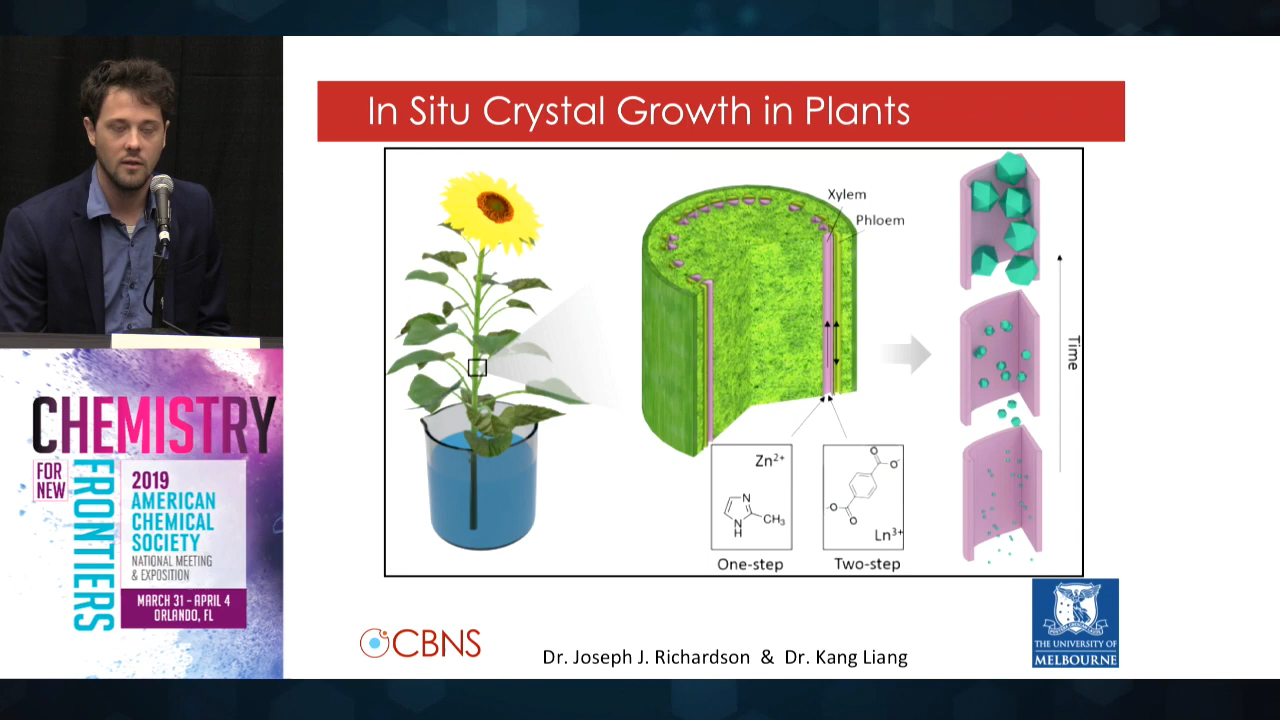 In Situ Crystal Growth in Plants
Xylem
Phloem
Time
Zn²⁺
N
N
H
CH₃
One-step
O
O⁻
⁻O
O
Ln³⁺
Two-step
CHEMISTRY
FOR
NEW
FRONTIERS
2019
AMERICAN
CHEMICAL
SOCIETY
NATIONAL MEETING
& EXPOSITION
MARCH 31 - APRIL 4
ORLANDO, FL
CBNS
Dr. Joseph J. Richardson & Dr. Kang Liang
THE UNIVERSITY OF
MELBOURNE